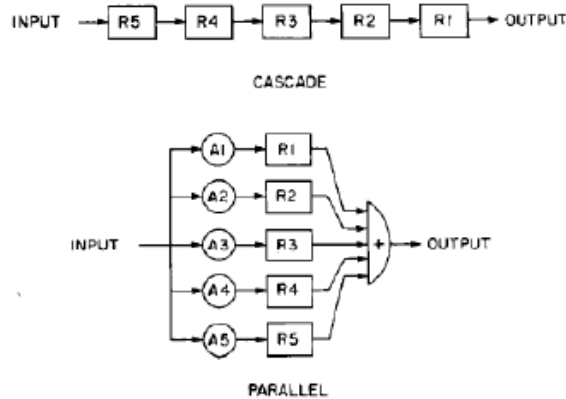 INPUT R5 R4 R3 R2 R1 OUTPUT
CASCADE
A1 R1
A2 R2
INPUT A3 R3 + OUTPUT
A4 R4
A5 R5
PARALLEL